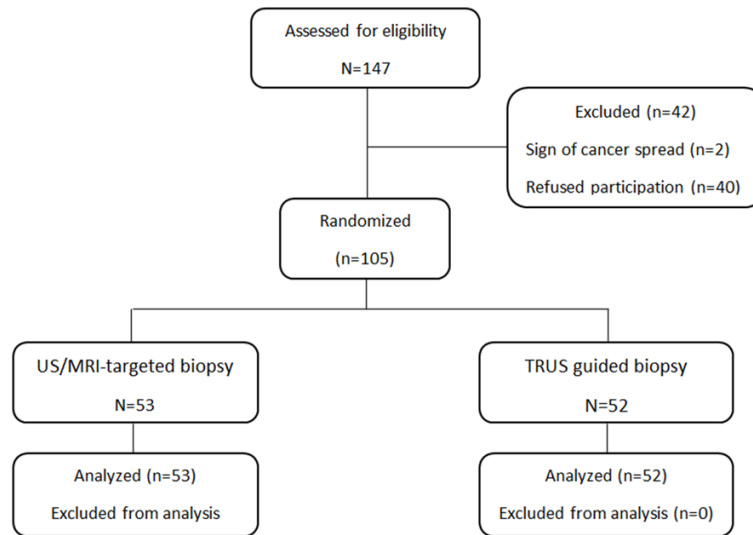 Assessed for eligibility
N=147
Excluded (n=42)
Sign of cancer spread (n=2)
Refused participation (n=40)
Randomized
(n=105)
US/MRI-targeted biopsy
N=53
TRUS guided biopsy
N=52
Analyzed (n=53)
Excluded from analysis
Analyzed (n=52)
Excluded from analysis (n=0)